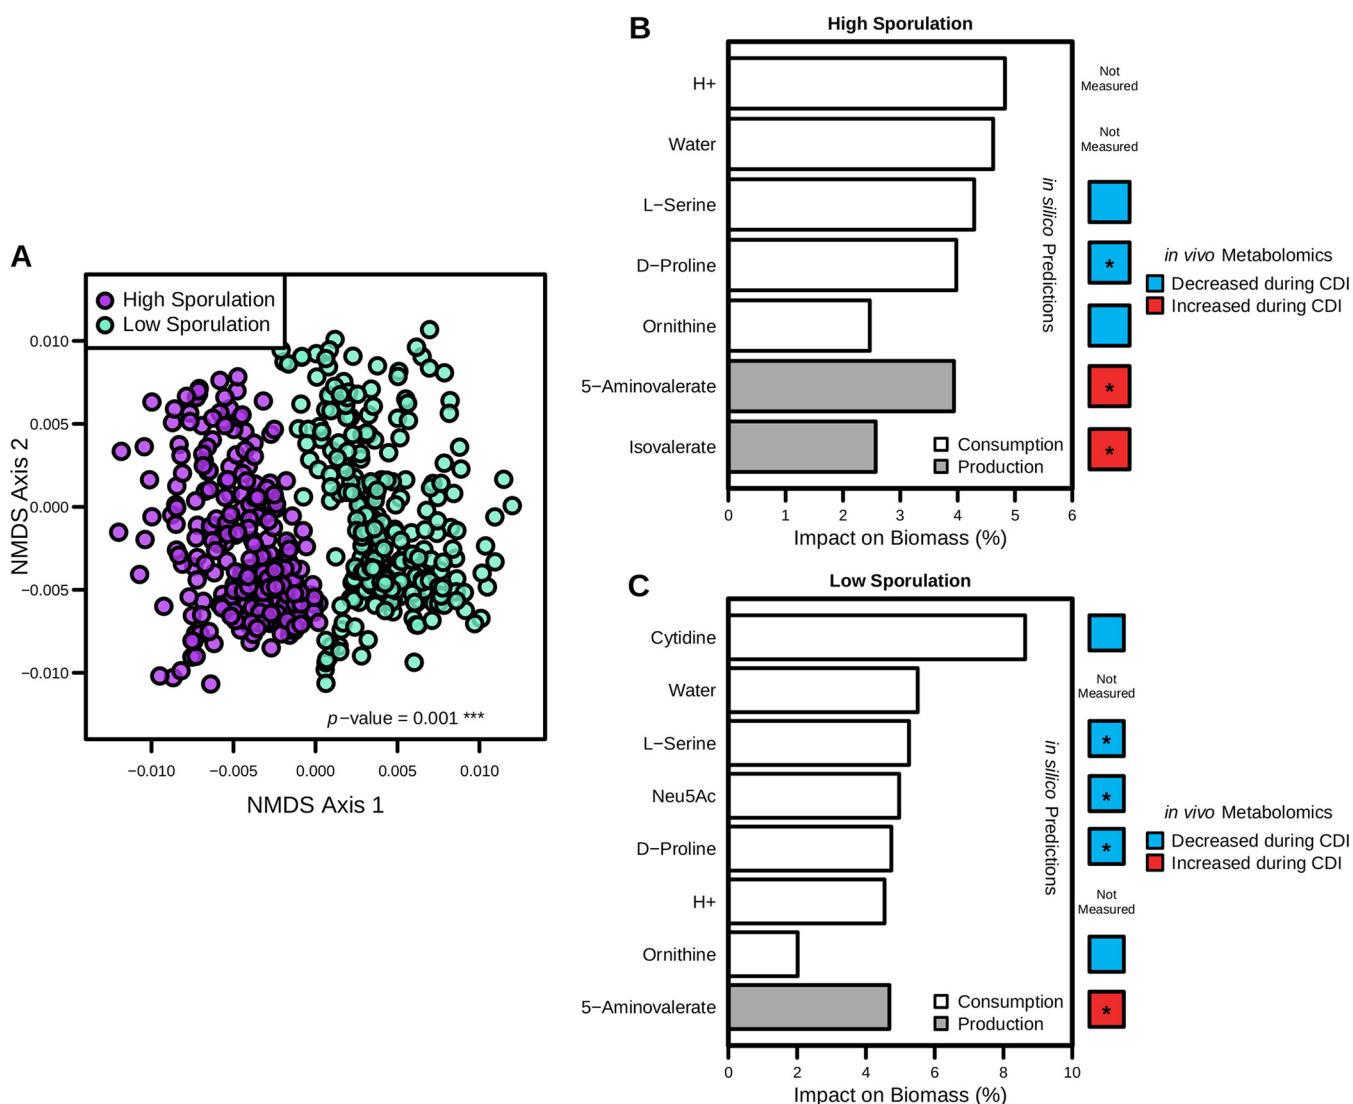 A
High Sporulation
Low Sporulation
NMDS Axis 2
0.010
0.005
0.000
−0.005
−0.010
p−value = 0.001 ***
−0.010 −0.005 0.000 0.005 0.010
NMDS Axis 1
B
High Sporulation
H+
Not
Measured
Water
Not
Measured
L−Serine
D−Proline
*
Ornithine
5−Aminovalerate
*
Isovalerate
*
in silico Predictions
Consumption
Production
in vivo Metabolomics
Decreased during CDI
Increased during CDI
0 1 2 3 4 5 6
Impact on Biomass (%)
C
Low Sporulation
Cytidine
Water
Not
Measured
L−Serine
*
Neu5Ac
*
D−Proline
*
H+
Not
Measured
Ornithine
5−Aminovalerate
*
in silico Predictions
Consumption
Production
in vivo Metabolomics
Decreased during CDI
Increased during CDI
0 2 4 6 8 10
Impact on Biomass (%)